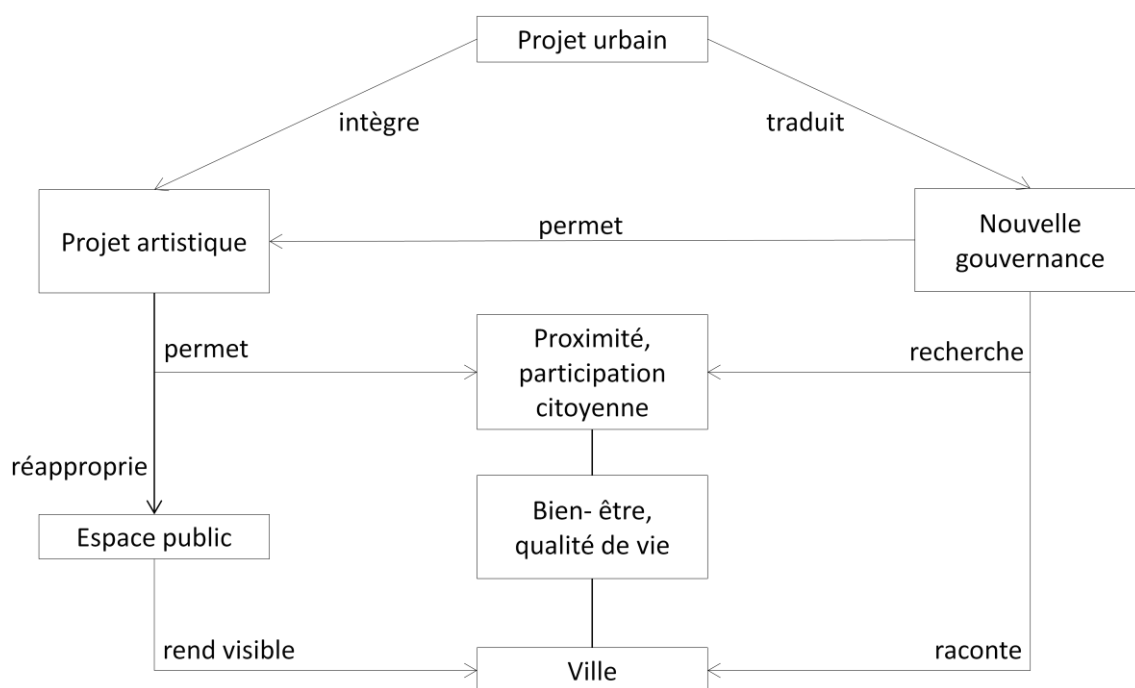 Projet urbain
intègre
traduit
Projet artistique
permet
Nouvelle
gouvernance
permet
Proximité,
participation
citoyenne
recherche
réapproprie
Espace public
Bien- être,
qualité de vie
rend visible
Ville
raconte